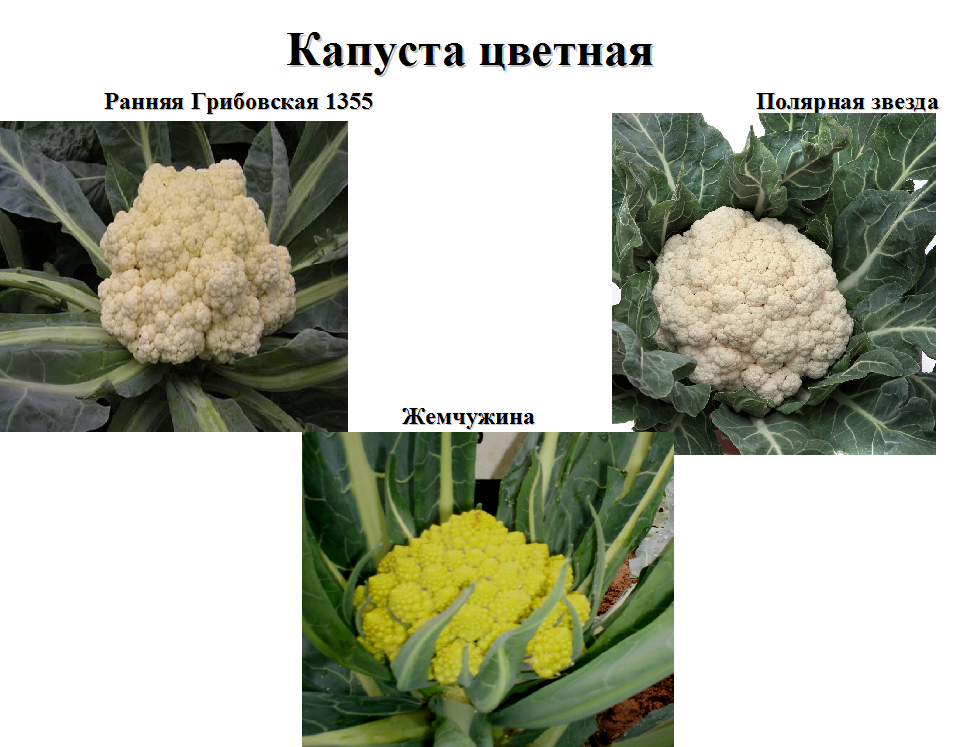 Капуста цветная
Ранняя Грибовская 1355
Полярная звезда
Жемчужина